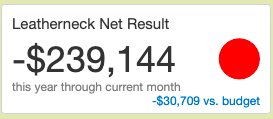 Leatherneck Net Result
-$239,144
this year through current month
-$30,709 vs. budget